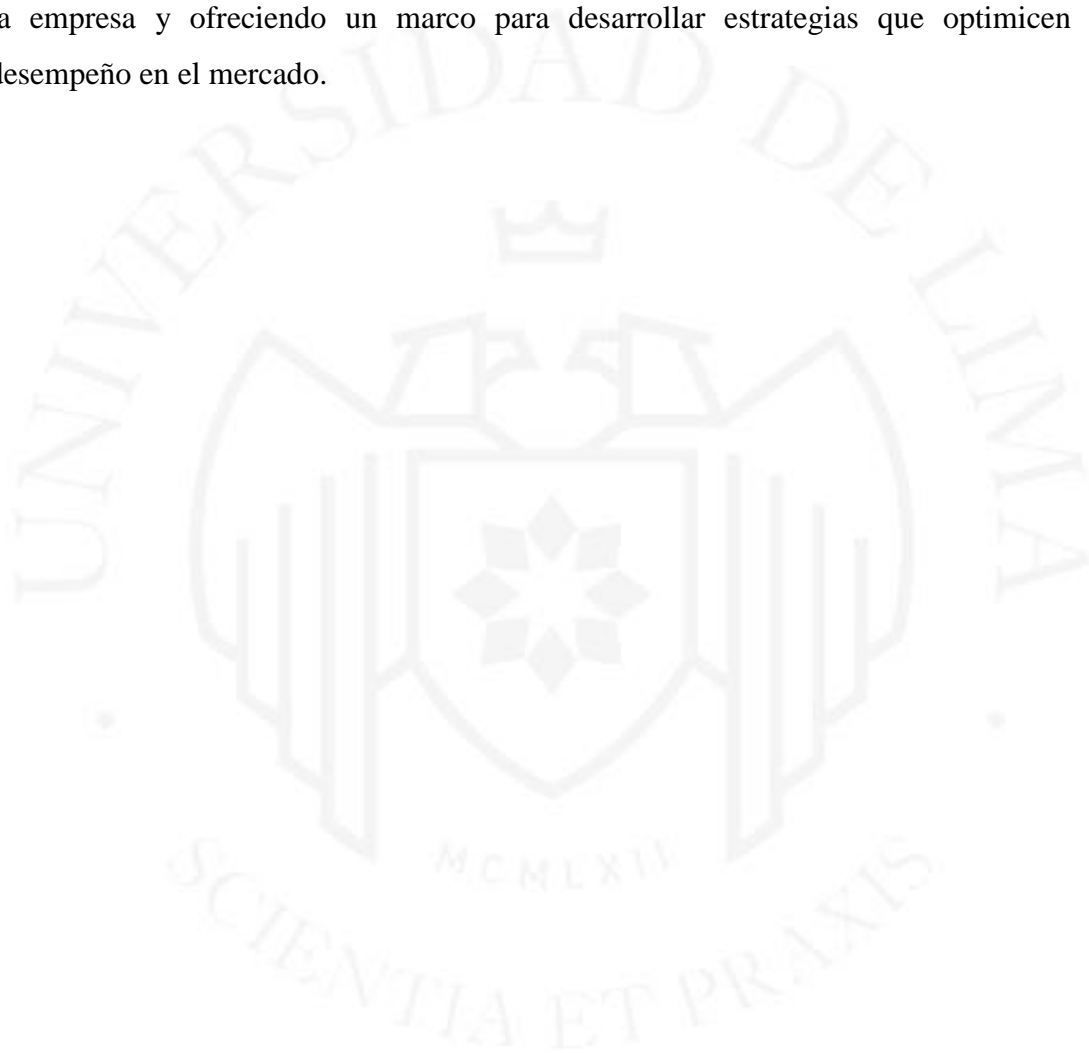 a empresa y ofreciendo un marco para desarrollar estrategias que optimicen
desempeño en el mercado.
UNIVERSIDAD DE LIMA
MCMLXII
SCIENTIA ET PRAXIS